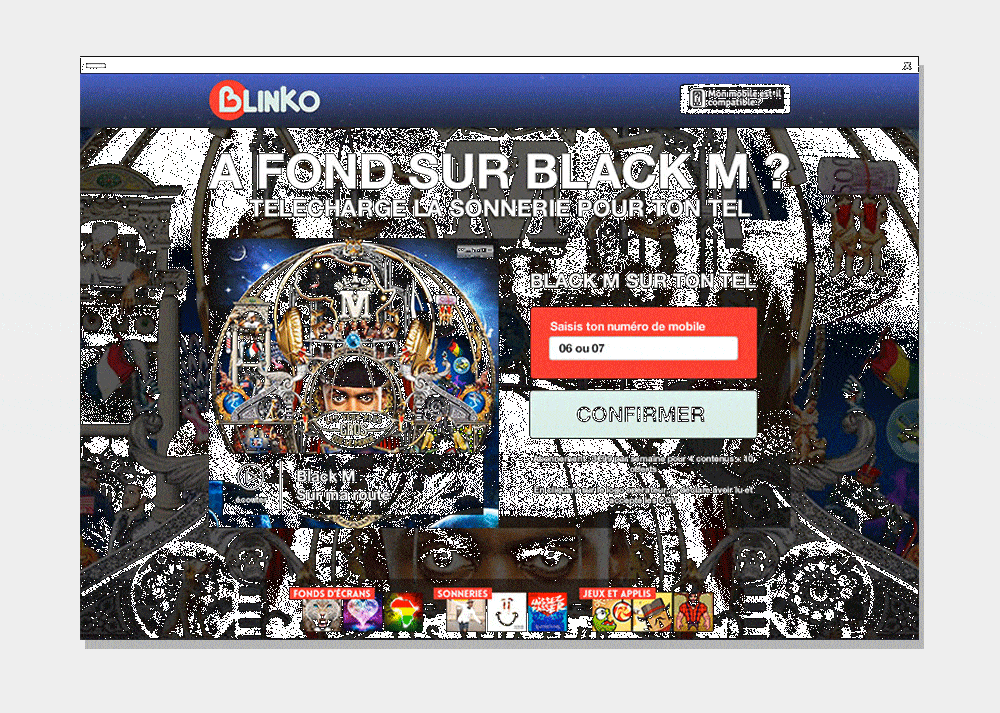 BLINKO
Mon mobile est-il
compatible?
A FOND SUR BLACK M ?
TELECHARGE LA SONNERIE POUR TON TEL
M
BLACK M SUR TON TEL
Saisis ton numéro de mobile
06 ou 07
CONFIRMER
écouter
Black M
Sur ma route
FONDS D'ÉCRANS
SONNERIES
JEUX ET APPLIS